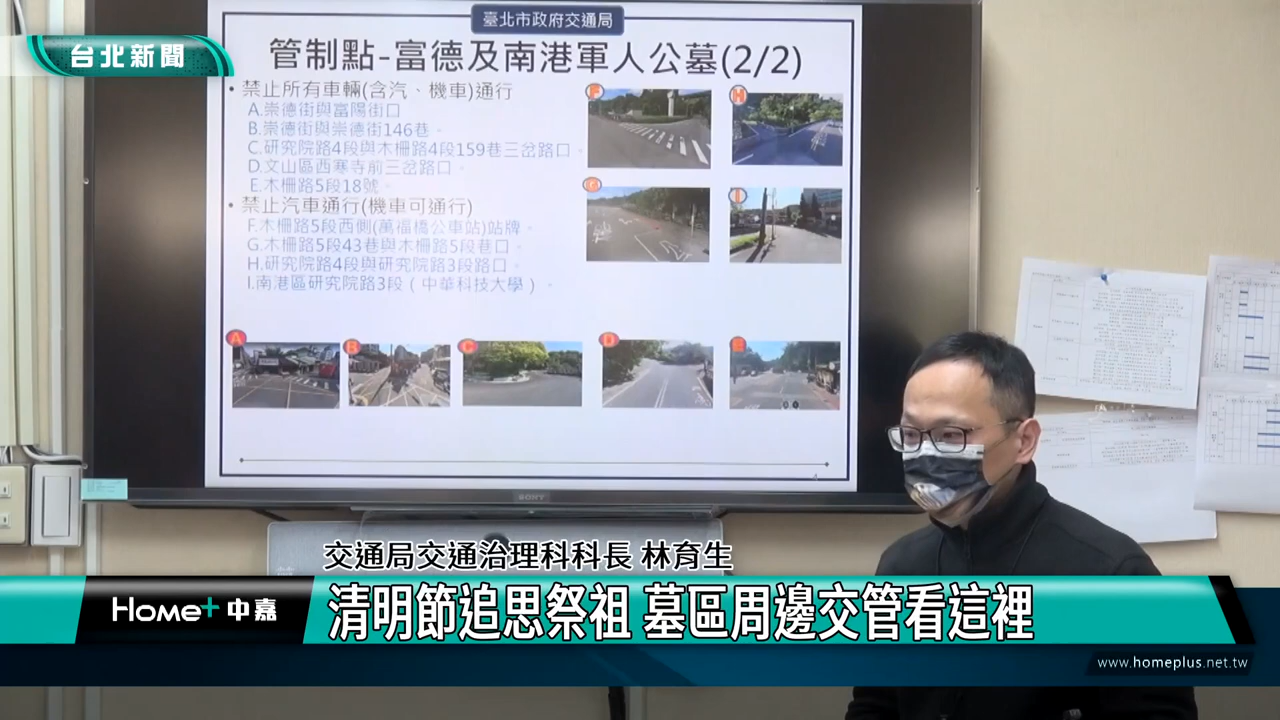 臺北市政府交通局
台北新聞
管制點-富德及南港軍人公墓(2/2)
• 禁止所有車輛(含汽、機車)通行
A.崇德街與富陽街口
B.崇德街與崇德街146巷。
C.研究院路4段與木柵路4段159巷三岔路口。
D.文山區西寒寺前三岔路口。
E.木柵路5段18號。
• 禁止汽車通行(機車可通行)
F.木柵路5段西側(萬福橋公車站)站牌。
G.木柵路5段43巷與木柵路5段巷口。
H.研究院路4段與研究院路3段路口。
I.南港區研究院路3段(中華科技大學)。
F
H
G
I
A
B
C
D
E
4
SONY
交通局交通治理科科長 林育生
Home+ 中嘉
清明節追思祭祖 墓區周邊交管看這裡
www.homeplus.net.tw